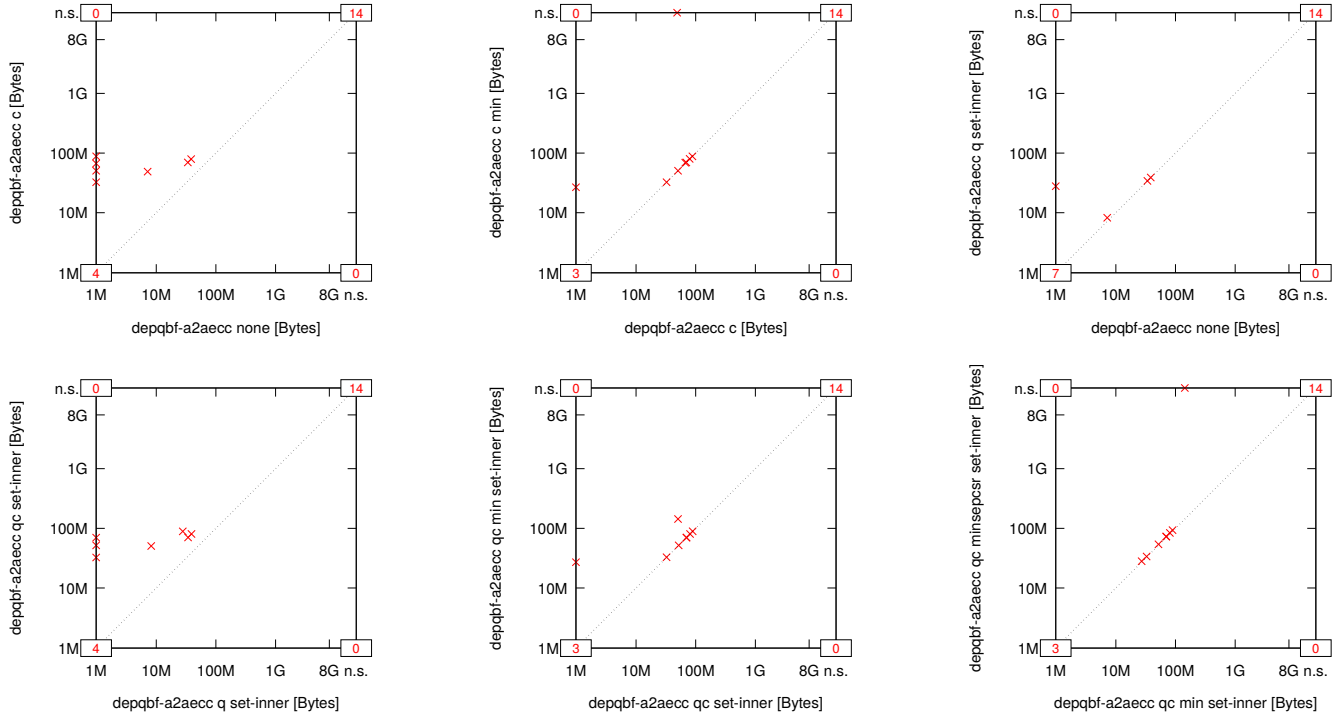 n.s. 0 14
8G
1G
100M
10M
1M 4 0
1M 10M 100M 1G 8G n.s.
depqbf-a2aecc c [Bytes]
depqbf-a2aecc none [Bytes]
n.s. 0 14
8G
1G
100M
10M
1M 3 0
1M 10M 100M 1G 8G n.s.
depqbf-a2aecc c min [Bytes]
depqbf-a2aecc c [Bytes]
n.s. 0 14
8G
1G
100M
10M
1M 7 0
1M 10M 100M 1G 8G n.s.
depqbf-a2aecc q set-inner [Bytes]
depqbf-a2aecc none [Bytes]
n.s. 0 14
8G
1G
100M
10M
1M 4 0
1M 10M 100M 1G 8G n.s.
depqbf-a2aecc qc set-inner [Bytes]
depqbf-a2aecc q set-inner [Bytes]
n.s. 0 14
8G
1G
100M
10M
1M 3 0
1M 10M 100M 1G 8G n.s.
depqbf-a2aecc qc min set-inner [Bytes]
depqbf-a2aecc qc set-inner [Bytes]
n.s. 0 14
8G
1G
100M
10M
1M 3 0
1M 10M 100M 1G 8G n.s.
depqbf-a2aecc qc minsepcsr set-inner [Bytes]
depqbf-a2aecc qc min set-inner [Bytes]